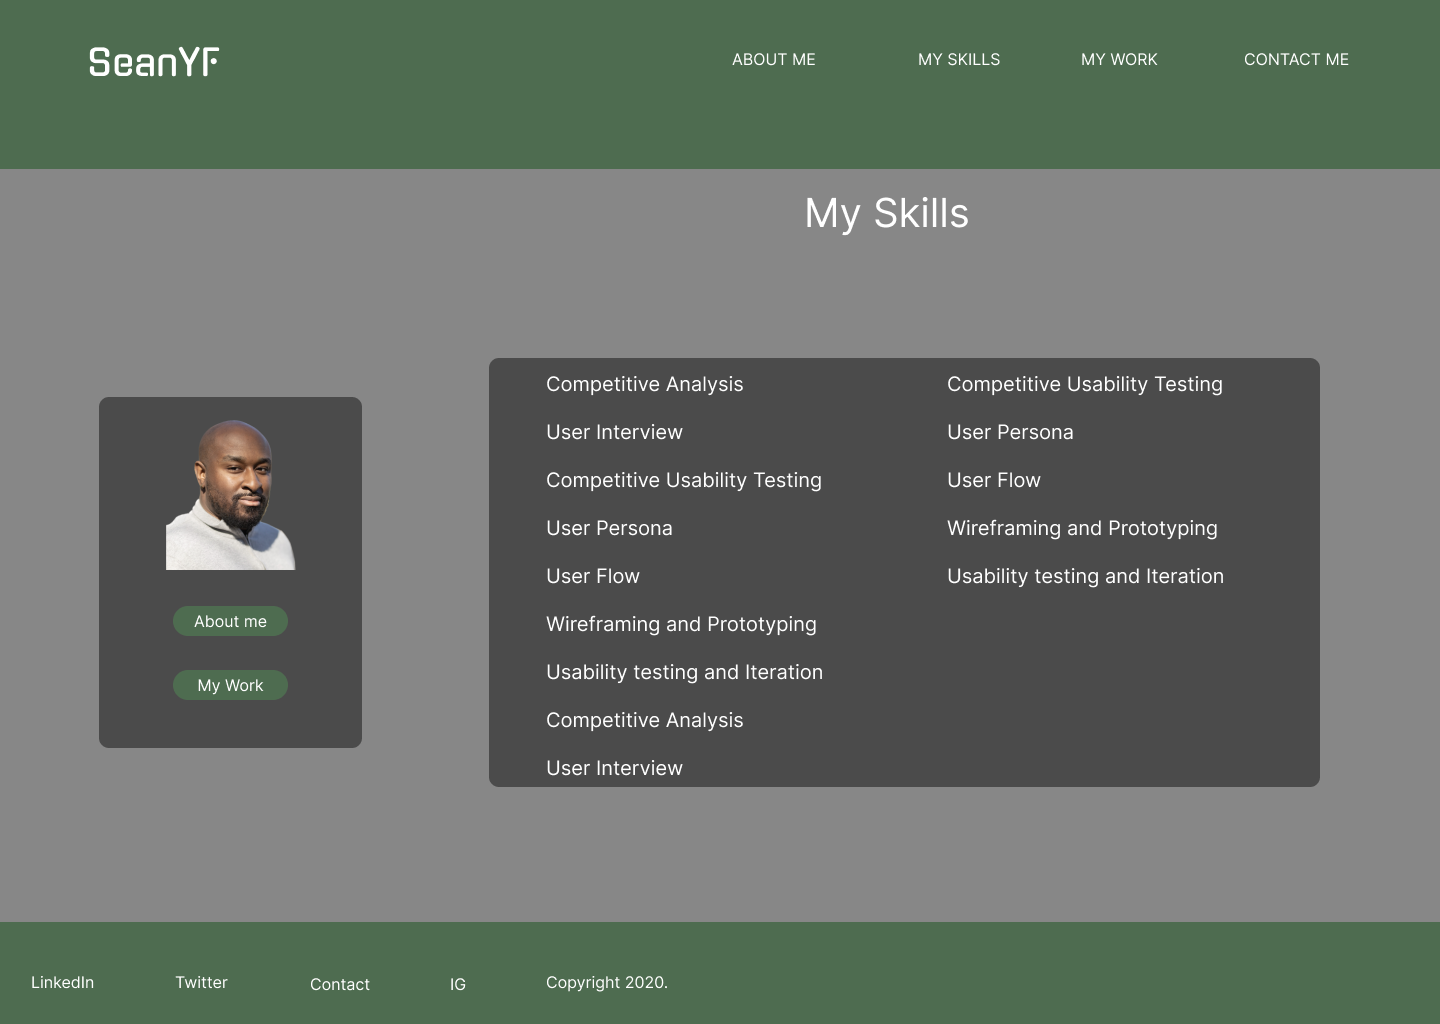 SeanYF
ABOUT ME
MY SKILLS
MY WORK
CONTACT ME
My Skills
About me
My Work
Competitive Analysis
User Interview
Competitive Usability Testing
User Persona
User Flow
Wireframing and Prototyping
Usability testing and Iteration
Competitive Analysis
User Interview
Competitive Usability Testing
User Persona
User Flow
Wireframing and Prototyping
Usability testing and Iteration
LinkedIn
Twitter
Contact
IG
Copyright 2020.